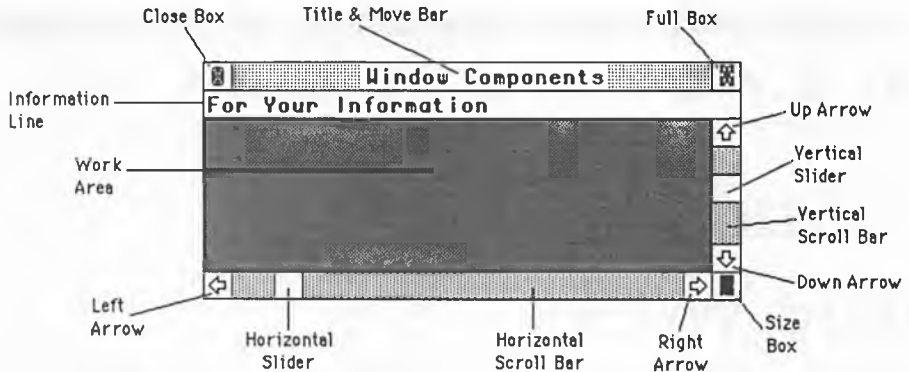 Close Box
Title & Move Bar
Full Box
Window Components
Information
Line
For Your Information
Up Arrow
Work
Area
Vertical
Slider
Vertical
Scroll Bar
Down Arrow
Left
Arrow
Horizontal
Slider
Horizontal
Scroll Bar
Right
Arrow
Size
Box